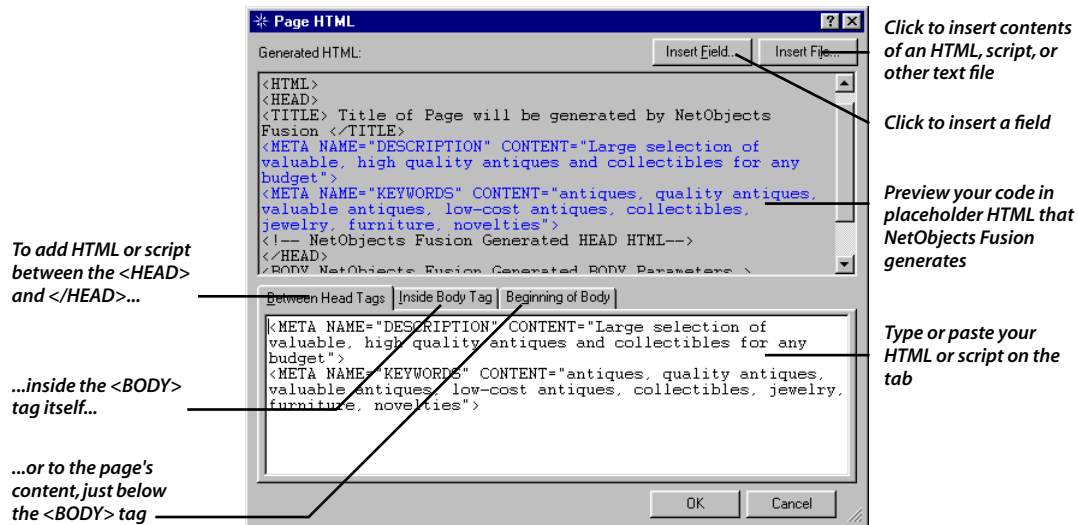 Page HTML
Generated HTML:
Insert Field...
Insert File...
<HTML>
<HEAD>
<TITLE> Title of Page will be generated by NetObjects
Fusion </TITLE>
<META NAME="DESCRIPTION" CONTENT="Large selection of
valuable, high quality antiques and collectibles for any
budget">
<META NAME="KEYWORDS" CONTENT="antiques, quality antiques,
valuable antiques, low-cost antiques, collectibles,
jewelry, furniture, novelties">
<!-- NetObjects Fusion Generated HEAD HTML-->
</HEAD>
<BODY NetObjects Fusion Generated BODY Parameters >
Between Head Tags
Inside Body Tag
Beginning of Body
<META NAME="DESCRIPTION" CONTENT="Large selection of
valuable, high quality antiques and collectibles for any
budget">
<META NAME="KEYWORDS" CONTENT="antiques, quality antiques,
valuable antiques, low-cost antiques, collectibles, jewelry,
furniture, novelties">
OK
Cancel
To add HTML or script
between the <HEAD>
and </HEAD>...
...inside the <BODY>
tag itself...
...or to the page's
content, just below
the <BODY> tag
Click to insert contents
of an HTML, script, or
other text file
Click to insert a field
Preview your code in
placeholder HTML that
NetObjects Fusion
generates
Type or paste your
HTML or script on the
tab